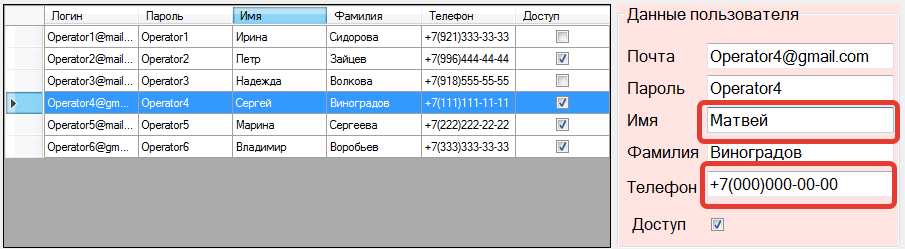 Логин Пароль Имя Фамилия Телефон Доступ
Operator1@mail... Operator1 Ирина Сидорова +7(921)333-33-33
Operator2@mail... Operator2 Петр Зайцев +7(996)444-44-44
Operator3@mail... Operator3 Надежда Волкова +7(918)555-55-55
Operator4@gm... Operator4 Сергей Виноградов +7(111)111-11-11
Operator5@mail... Operator5 Марина Сергеева +7(222)222-22-22
Operator6@gm... Operator6 Владимир Воробьев +7(333)333-33-33
Данные пользователя
Почта Operator4@gmail.com
Пароль Operator4
Имя Матвей
Фамилия Виноградов
Телефон +7(000)000-00-00
Доступ